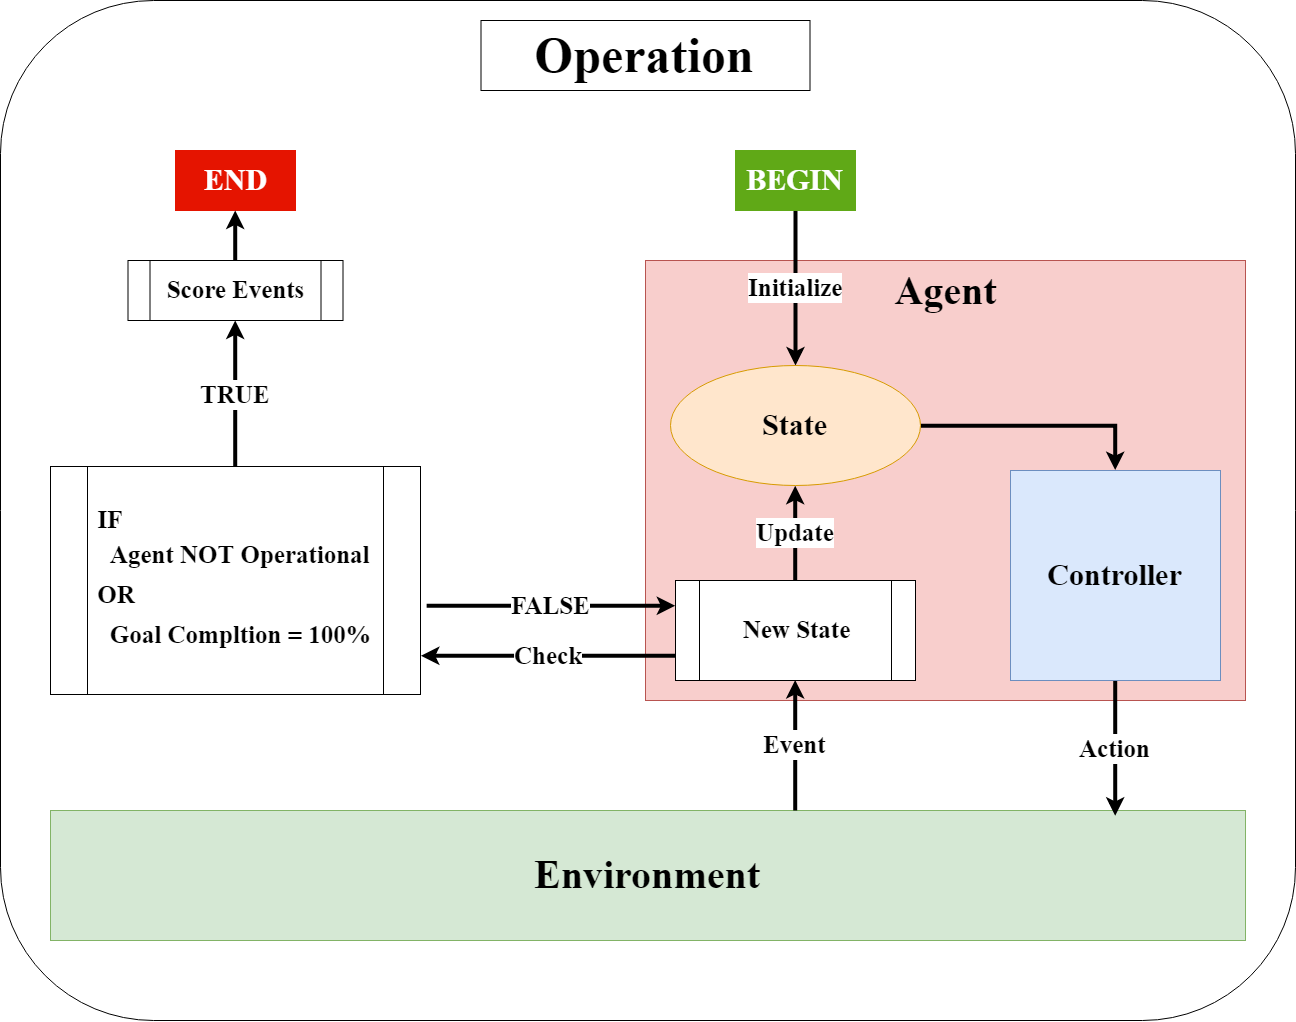 Operation
END
BEGIN
Score Events
Initialize
Agent
TRUE
State
IF
Agent NOT Operational
OR
Goal Compltion = 100%
Update
Controller
FALSE
New State
Check
Event
Action
Environment